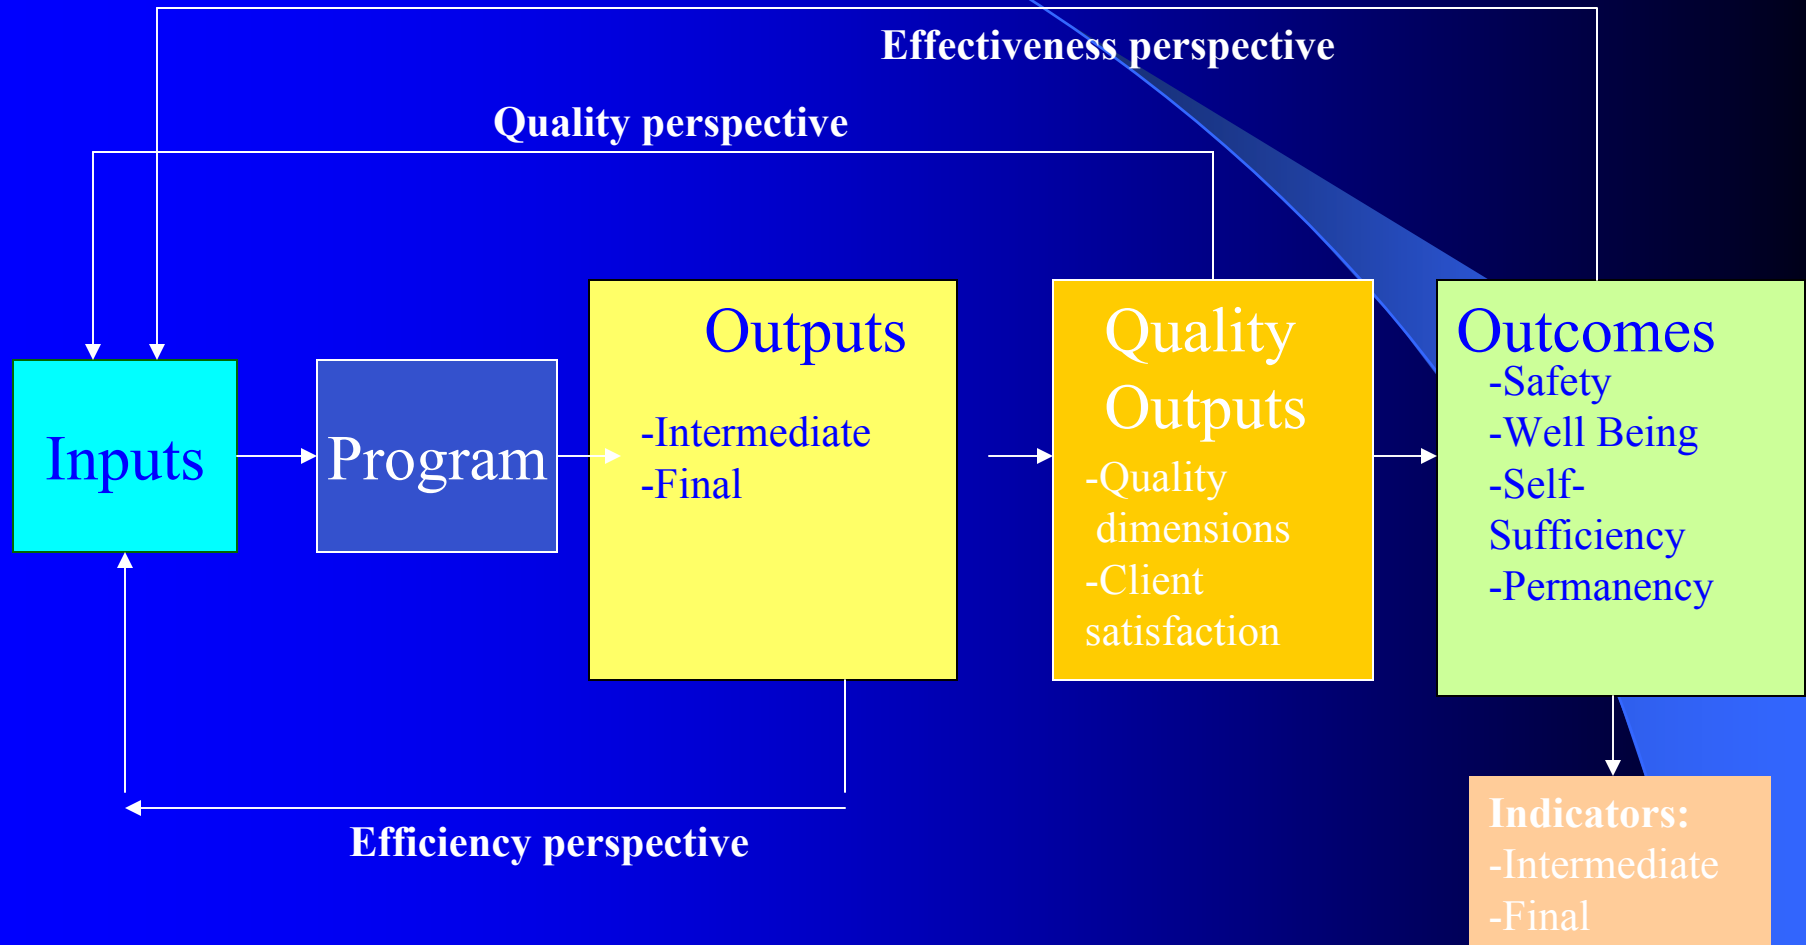 Effectiveness perspective
Quality perspective
Inputs
Program
Outputs
-Intermediate
-Final
Quality
Outputs
-Quality
dimensions
-Client
satisfaction
Outcomes
-Safety
-Well Being
-Self-
Sufficiency
-Permanency
Efficiency perspective
Indicators:
-Intermediate
-Final